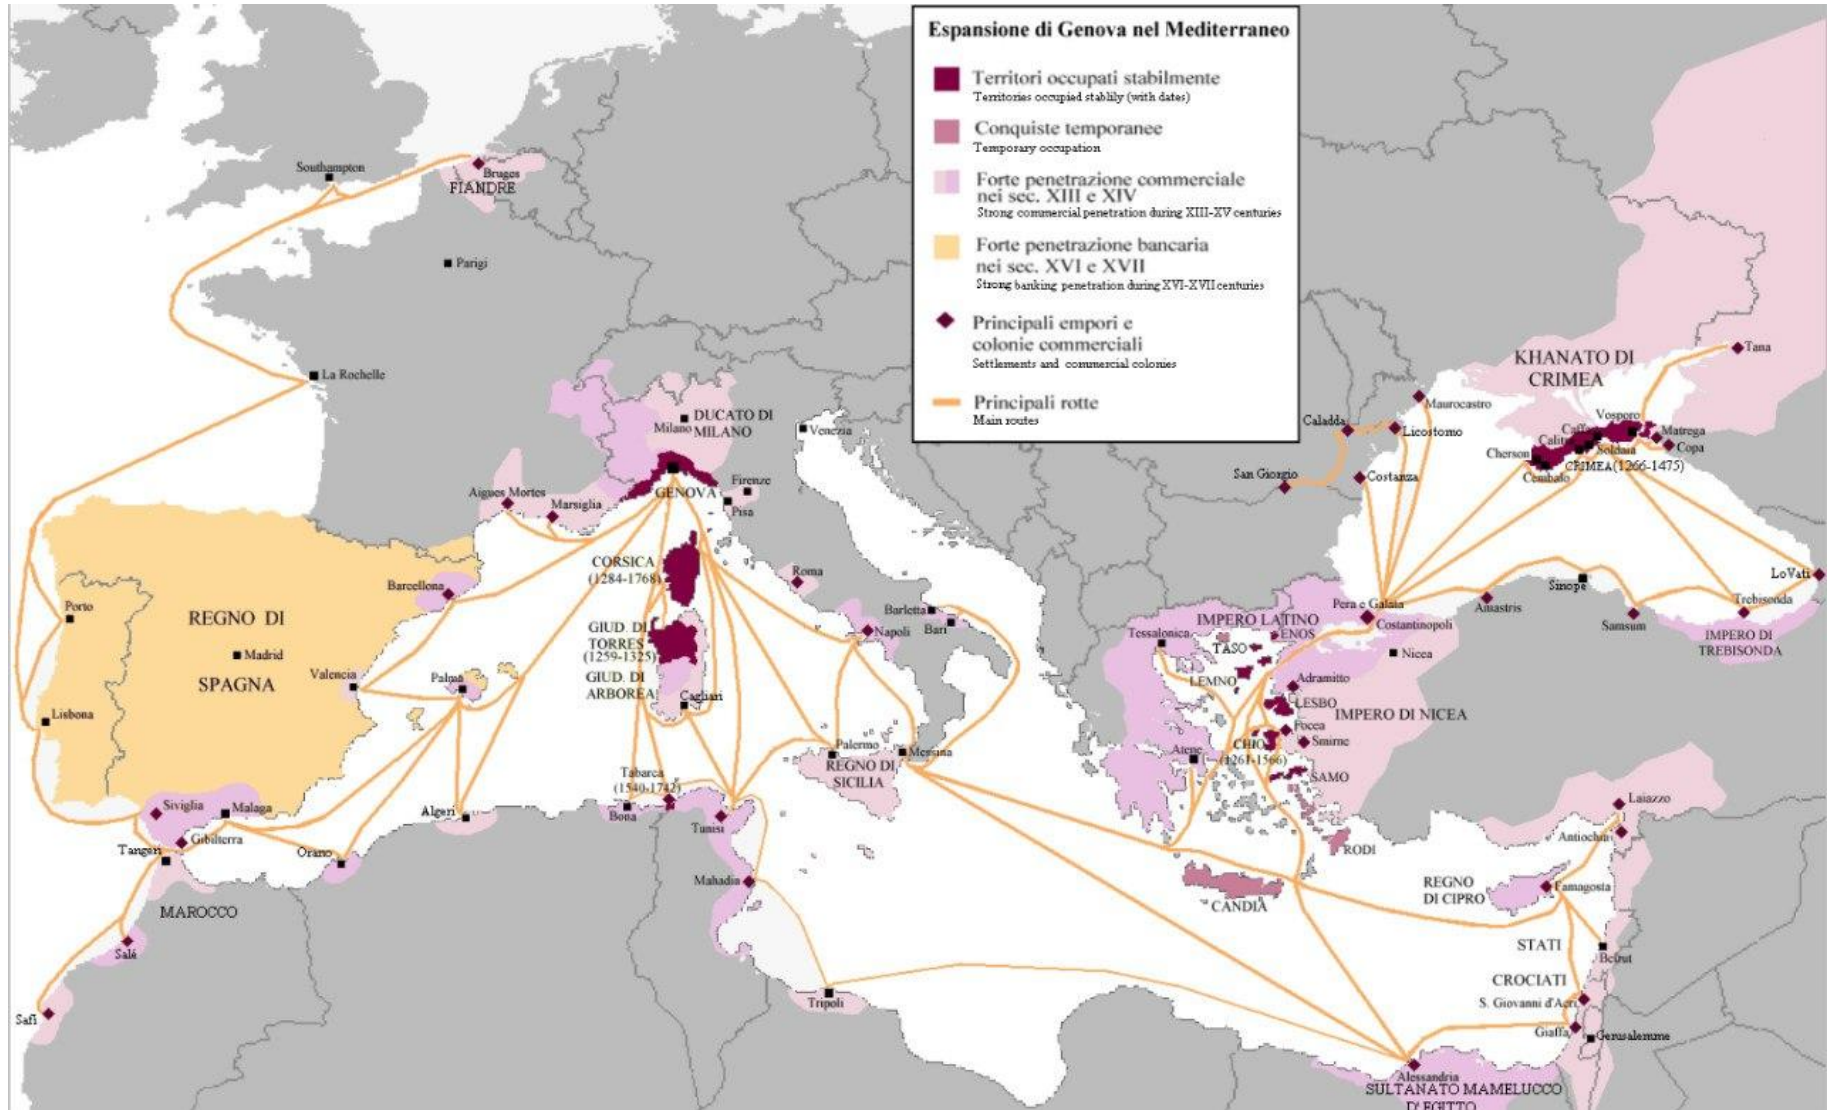 Espansione di Genova nel Mediterraneo
Territori occupati stabilmente
Territories occupied stablily (with dates)
Conquiste temporanee
Temporary occupation
Forte penetrazione commerciale
nei sec. XIII e XIV
Strong commercial penetration during XIII-XV centuries
Forte penetrazione bancaria
nei sec. XVI e XVII
Strong banking penetration during XVI-XVII centuries
Principali empori e
colonie commerciali
Settlements and commercial colonies
Principali rotte
Main routes
Southampton
Bruges
FIANDRE
Parigi
La Rochelle
DUCATO DI
MILANO
Milano
Venezia
GENOVA
Firenze
Pisa
Aigues Mortes
Marsiglia
CORSICA
(1284-1768)
Roma
Barcellona
Porto
REGNO DI
SPAGNA
Madrid
Valencia
Palma
Lisbona
GIUD. DI
TORRES
(1259-1325)
GIUD. DI
ARBOREA
Cagliari
Napoli
Barletta
Bari
Palermo
Messina
REGNO DI
SICILIA
Tabarca
(1540-1742)
Bona
Tunisi
Algeri
Siviglia
Malaga
Gibilterra
Tangeri
Orano
MAROCCO
Salé
Safi
Mahadia
Tripoli
KHANATO DI
CRIMEA
Tana
Maurocastro
Caladda
Licostomo
San Giorgio
Costanza
Vosporo
Caffa
Matrega
Copa
Soldaia
Cherson
Cembalo
CRIMEA (1266-1475)
LoVati
Sinope
Trebisonda
Amastris
Samsum
IMPERO DI
TREBISONDA
Pera e Galata
Costantinopoli
IMPERO LATINO
ENOS
Tessalonica
TASO
Nicea
LEMNO
Adramitto
LESBO
IMPERO DI NICEA
Focea
Smirne
CHIO
(1261-1566)
Atene
SAMO
RODI
CANDIA
Laiazzo
Antiochia
REGNO
DI CIPRO
Famagosta
STATI
CROCIATI
Beirut
S. Giovanni d'Acri
Giaffa
Gerusalemme
Alessandria
SULTANATO MAMELUCCO
D'EGITTO